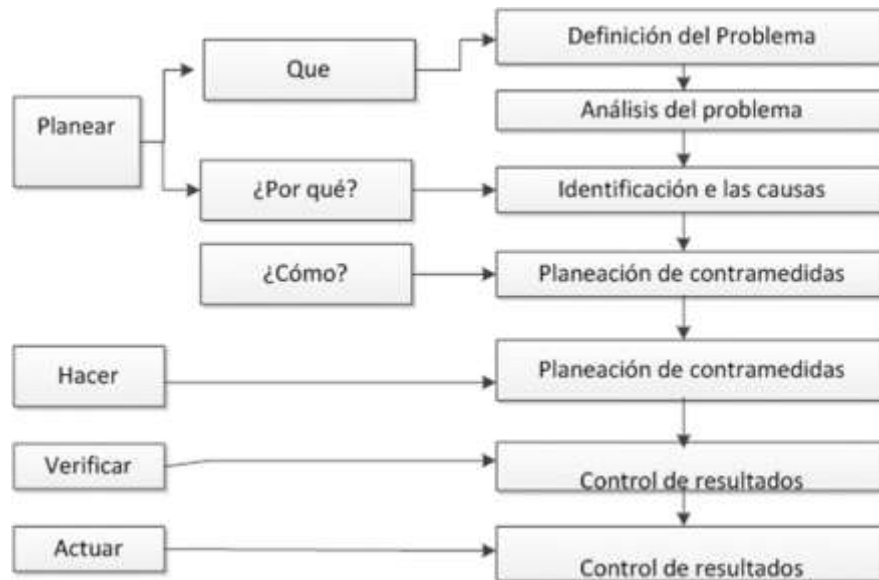 Definición del Problema
Que
Planear
Análisis del problema
¿Por qué?
Identificación e las causas
¿Cómo?
Planeación de contramedidas
Hacer
Planeación de contramedidas
Verificar
Control de resultados
Actuar
Control de resultados